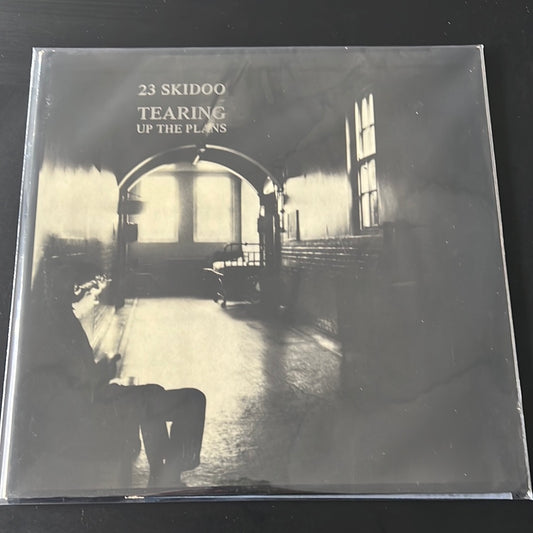 23 SKIDOO
TEARING
UP THE PLANS